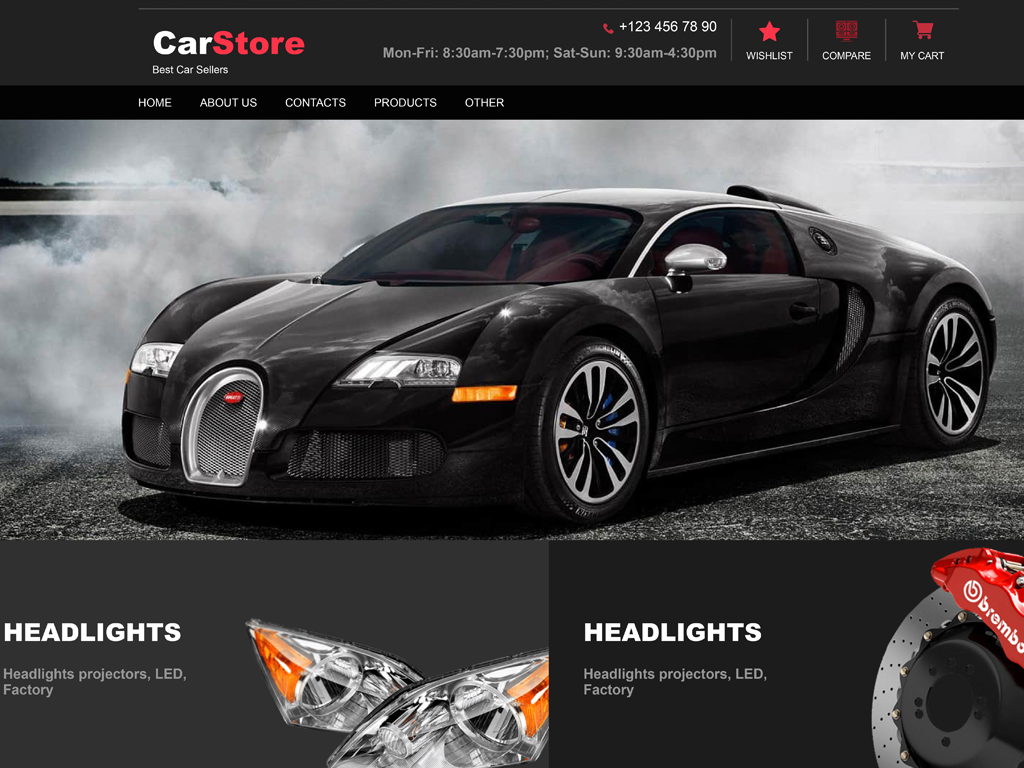 CarStore
Best Car Sellers
+123 456 78 90
Mon-Fri: 8:30am-7:30pm; Sat-Sun: 9:30am-4:30pm
WISHLIST
COMPARE
MY CART
HOME
ABOUT US
CONTACTS
PRODUCTS
OTHER
HEADLIGHTS
Headlights projectors, LED,
Factory
HEADLIGHTS
Headlights projectors, LED,
Factory
brembo